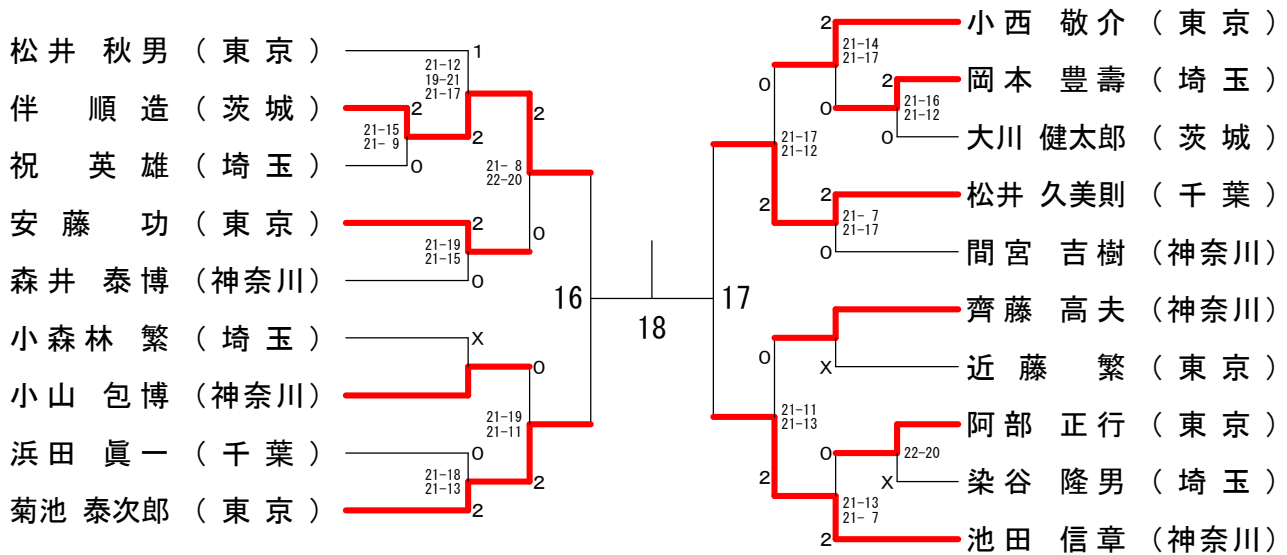 松井 秋男 ( 東 京 )
1
21-12
19-21
21-17
伴 順造 ( 茨 城 )
2
2
21-15
21- 9
2
祝 英雄 ( 埼 玉 )
0
21- 8
22-20
安藤 功 ( 東 京 )
2
0
21-19
21-15
森井 泰博 (神奈川)
0
16
小森林 繁 ( 埼 玉 )
X
0
小山 包博 (神奈川)
21-19
21-11
浜田 眞一 ( 千 葉 )
0
21-18
21-13
2
菊池 泰次郎 ( 東 京 )
2
18
17
2
小西 敬介 ( 東 京 )
21-14
21-17
0
2
岡本 豊壽 ( 埼 玉 )
0
21-16
21-12
21-17
21-12
0
大川 健太郎 ( 茨 城 )
2
2
松井 久美則 ( 千 葉 )
21- 7
21-17
0
間宮 吉樹 (神奈川)
齊藤 高夫 (神奈川)
0
X
近藤 繁 ( 東 京 )
21-11
21-13
阿部 正行 ( 東 京 )
0
22-20
2
X
染谷 隆男 ( 埼 玉 )
21-13
21- 7
2
池田 信章 (神奈川)